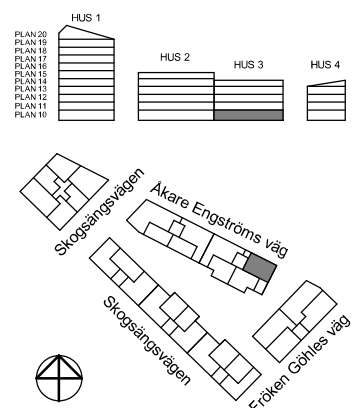 HUS 1
HUS 2
HUS 3
HUS 4
PLAN 20
PLAN 19
PLAN 18
PLAN 17
PLAN 16
PLAN 15
PLAN 14
PLAN 13
PLAN 12
PLAN 11
PLAN 10
Skogsängsvägen
Åkare Engströms väg
Skogsängsvägen
Fröken Göhles väg